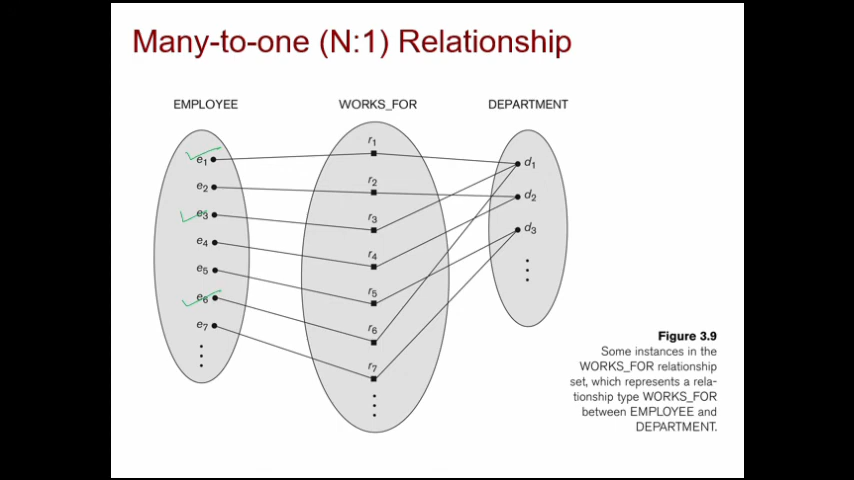 Many-to-one (N:1) Relationship
EMPLOYEE
WORKS_FOR
DEPARTMENT
e1
e2
e3
e4
e5
e6
e7
r1
r2
r3
r4
r5
r6
r7
d1
d2
d3
Figure 3.9
Some instances in the
WORKS_FOR relationship
set, which represents a rela-
tionship type WORKS_FOR
between EMPLOYEE and
DEPARTMENT.